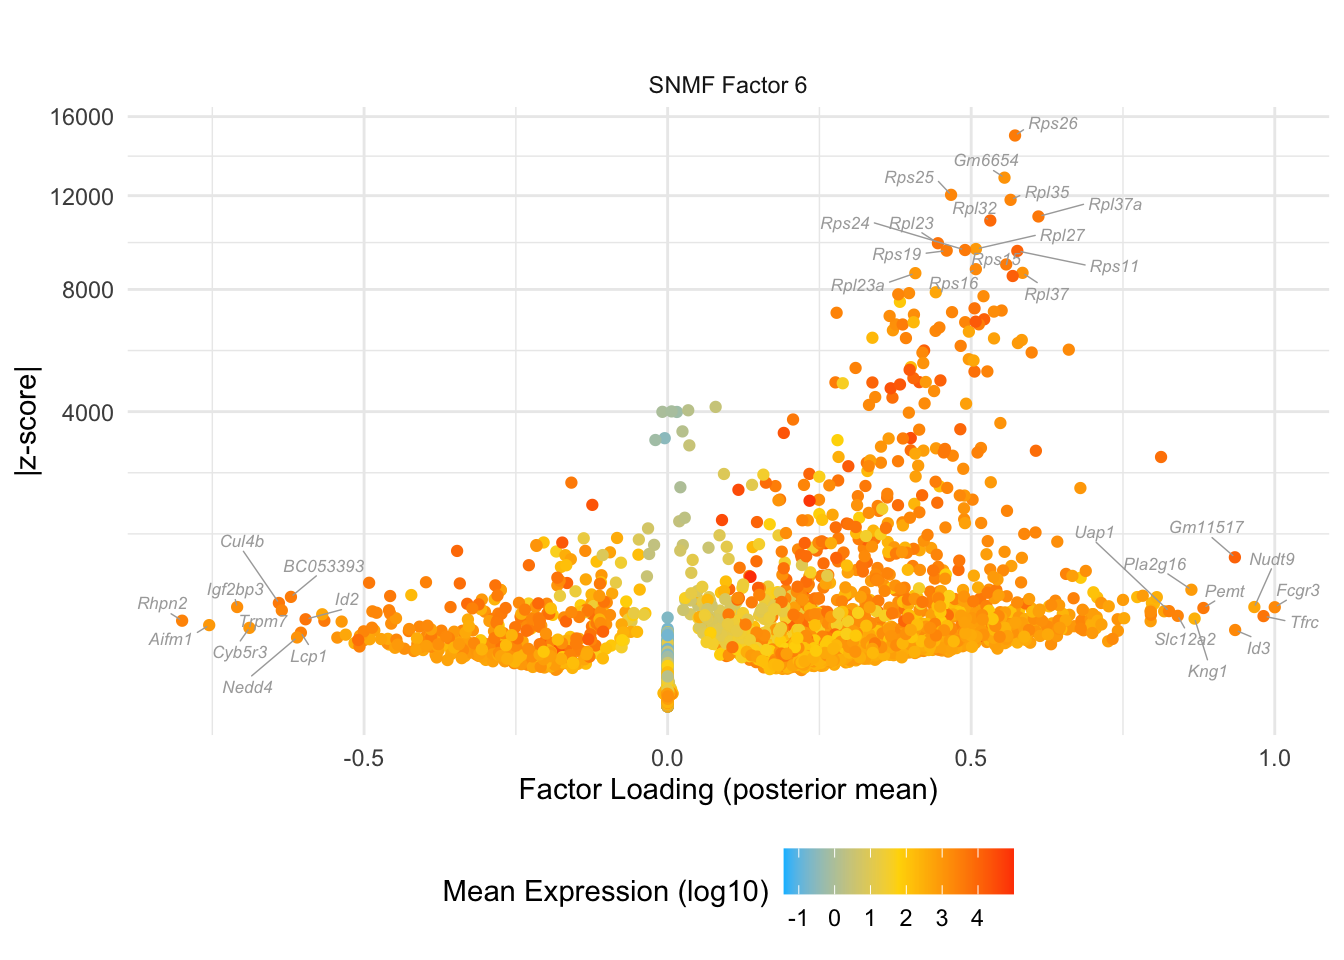 SNMF Factor 6
16000
12000
8000
4000
|z-score|
Rps26
Gm6654
Rps25
Rpl35
Rpl32
Rpl37a
Rps24
Rpl23
Rpl27
Rps19
Rps15
Rps11
Rpl23a
Rps16
Rpl37
Cul4b
BC053393
Igf2bp3
Rhpn2
Id2
Trpm7
Aifm1
Cyb5r3
Lcp1
Nedd4
Uap1
Gm11517
Pla2g16
Nudt9
Pemt
Fcgr3
Tfrc
Slc12a2
Id3
Kng1
-0.5
0.0
0.5
1.0
Factor Loading (posterior mean)
Mean Expression (log10)
-1 0 1 2 3 4